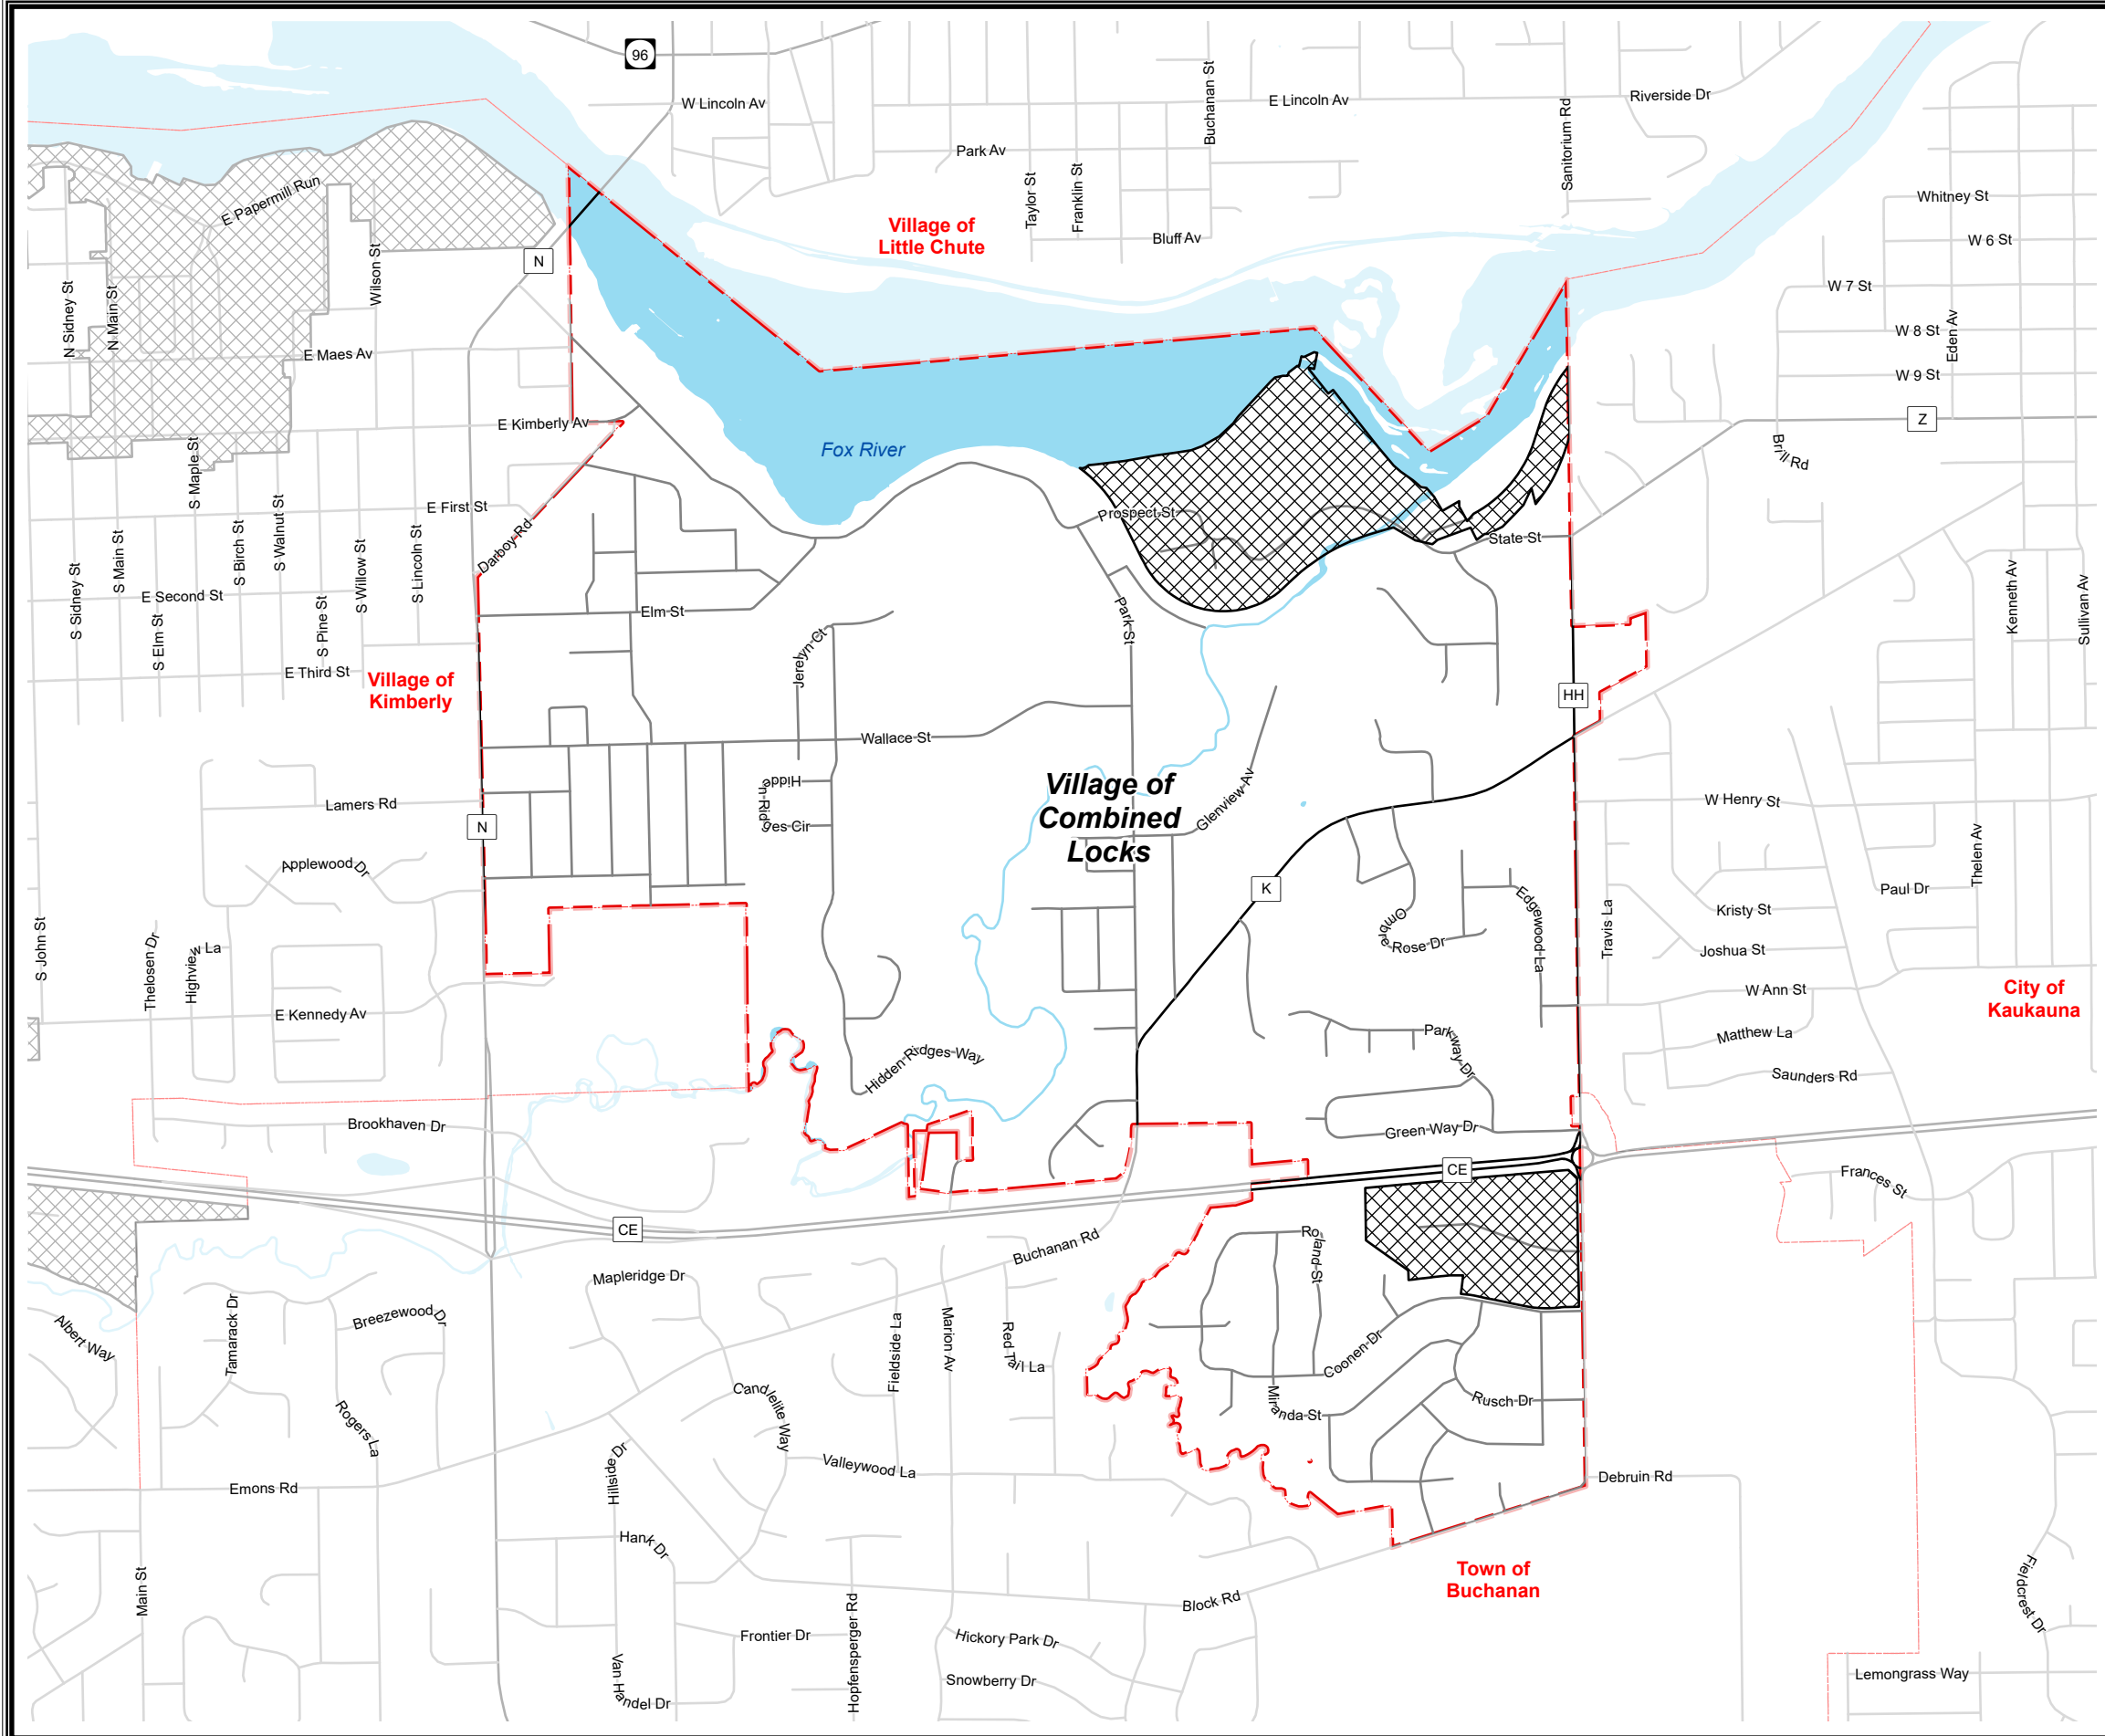 96
W Lincoln Av
Buchanan St
E Lincoln Av
Sanitorium Rd
Riverside Dr
Park Av
Taylor St
Franklin St
E Papermill Run
Whitney St
Village of
Little Chute
Bluff Av
W 6 St
N
Wilson St
N Sidney St
N Main St
W 7 St
W 8 St
Eden Av
E Maes Av
W 9 St
E Kimberly Av
Z
Fox River
Brill Rd
S Maple St
E First St
Prospect St
State St
Darboy Rd
S Sidney St
S Main St
S Birch St
S Walnut St
S Willow St
S Lincoln St
E Second St
S Elm St
S Pine St
Elm St
Park St
Kenneth Av
Sullivan Av
Jerelyn Ct
E Third St
Village of
Kimberly
HH
Wallace St
Hidden Ridges Cir
Village of
Combined
Locks
Glenview Av
Lamers Rd
W Henry St
N
Applewood Dr
K
Thelen Av
Paul Dr
Ombre Rose Dr
Edgewood La
Travis La
Kristy St
Joshua St
S John St
Thelosen Dr
Highview La
W Ann St
City of
Kaukauna
E Kennedy Av
Parkway Dr
Matthew La
Hidden Ridges Way
Saunders Rd
Brookhaven Dr
Green Way Dr
CE
Frances St
CE
Buchanan Rd
Roland St
Mapleridge Dr
Albert Way
Tamarack Dr
Breezewood Dr
Fieldside La
Marion Av
Red Tail La
Coonen Dr
Candlelite Way
Miranda St
Rusch Dr
Rogers La
Hillside Dr
Valleywood La
Debruin Rd
Emons Rd
Hank Dr
Town of
Buchanan
Main St
Block Rd
Fieldcrest Dr
Frontier Dr
Hopfensperger Rd
Hickory Park Dr
Van Handel Dr
Snowberry Dr
Lemongrass Way